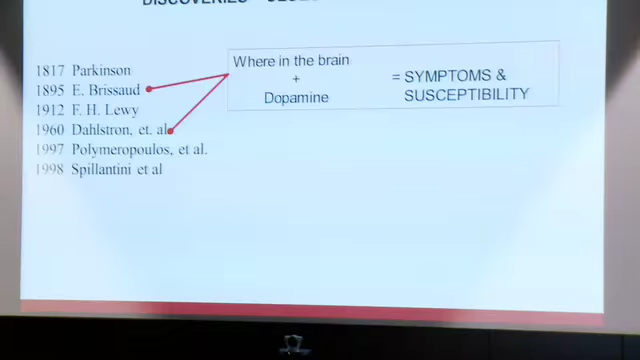 DISCOVERIES
1817 Parkinson
1895 E. Brissaud
1912 F. H. Lewy
1960 Dahlstron, et. al
1997 Polymeropoulos, et al.
1998 Spillantini et al
Where in the brain
+
Dopamine
= SYMPTOMS &
SUSCEPTIBILITY